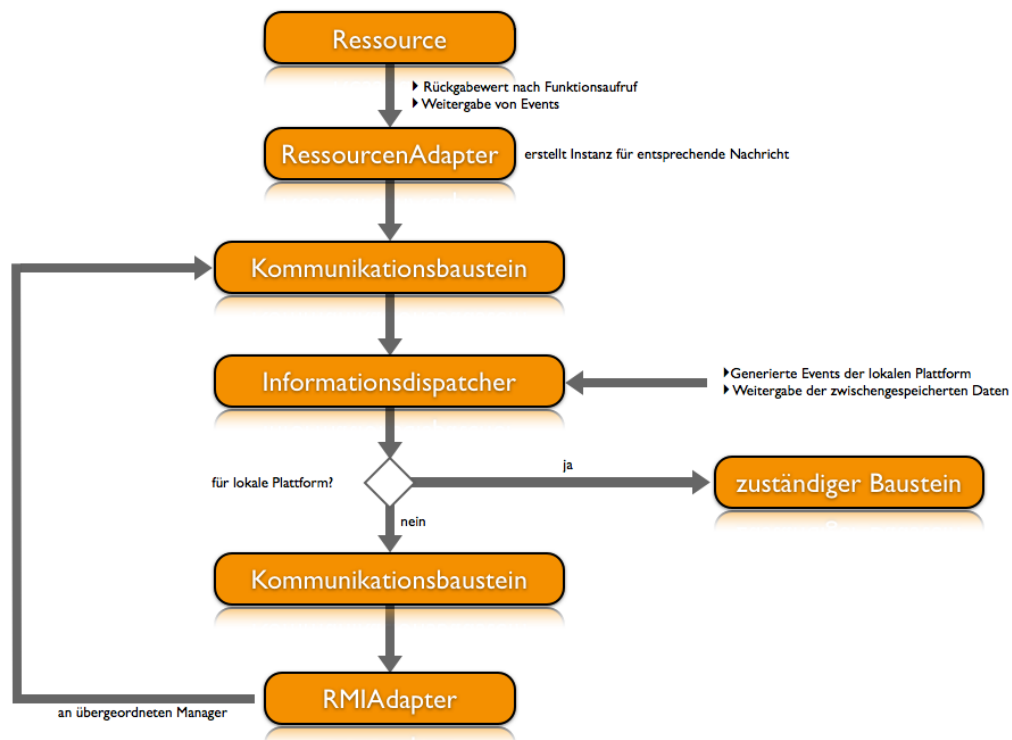 Ressource
‣ Rückgabewert nach Funktionsaufruf
‣ Weitergabe von Events
RessourcenAdapter
erstellt Instanz für entsprechende Nachricht
Kommunikationsbaustein
Informationsdispatcher
‣Generierte Events der lokalen Plattform
‣ Weitergabe der zwischengespeicherten Daten
für lokale Plattform?
ja
zuständiger Baustein
nein
Kommunikationsbaustein
RMIAdapter
an übergeordneten Manager